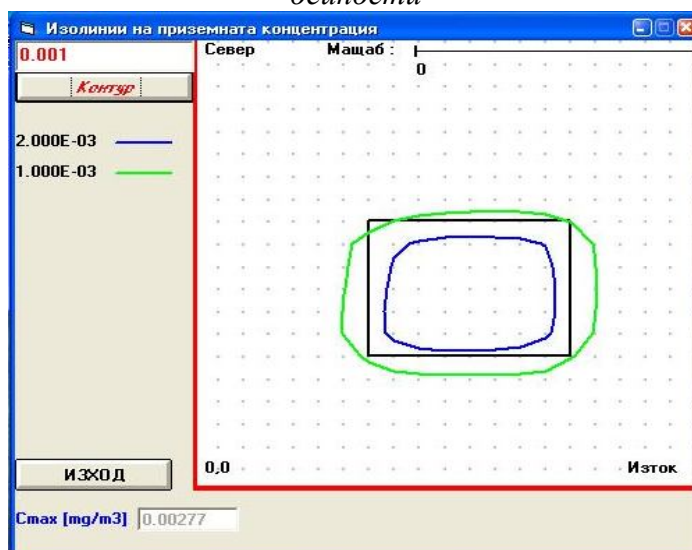 Изолинии на приземната концентрация
0.001
Север
Мащаб :
0
Контур
2.000E-03
1.000E-03
ИЗХОД
0,0
Изток
Cmax [mg/m3] 0.00277